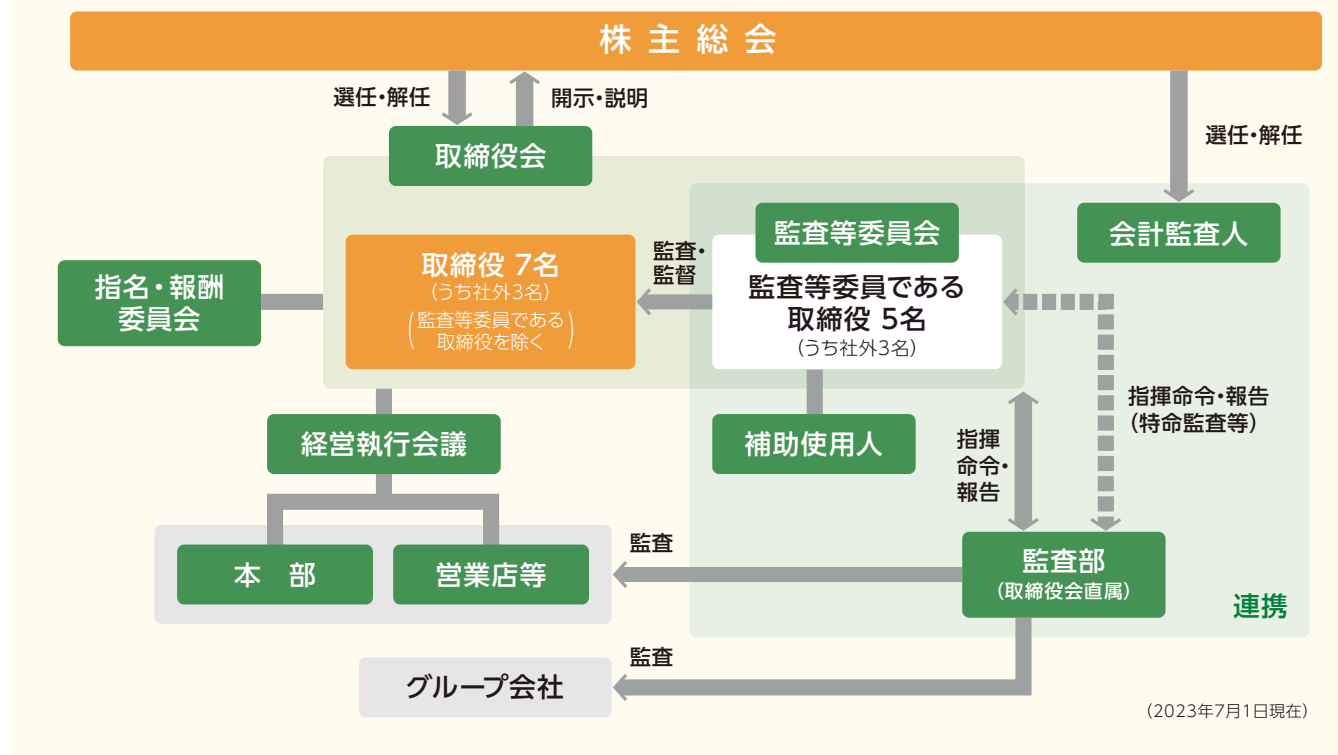 株主総会
選任・解任
開示・説明
選任・解任
取締役会
監査等委員会
会計監査人
指名・報酬
委員会
取締役 7名
(うち社外3名)
(監査等委員である
取締役を除く)
監査・
監督
監査等委員である
取締役 5名
(うち社外3名)
経営執行会議
補助使用人
指揮
命令・
報告
指揮命令・報告
(特命監査等)
本 部
営業店等
監査
監査部
(取締役会直属)
連携
グループ会社
監査
(2023年7月1日現在)